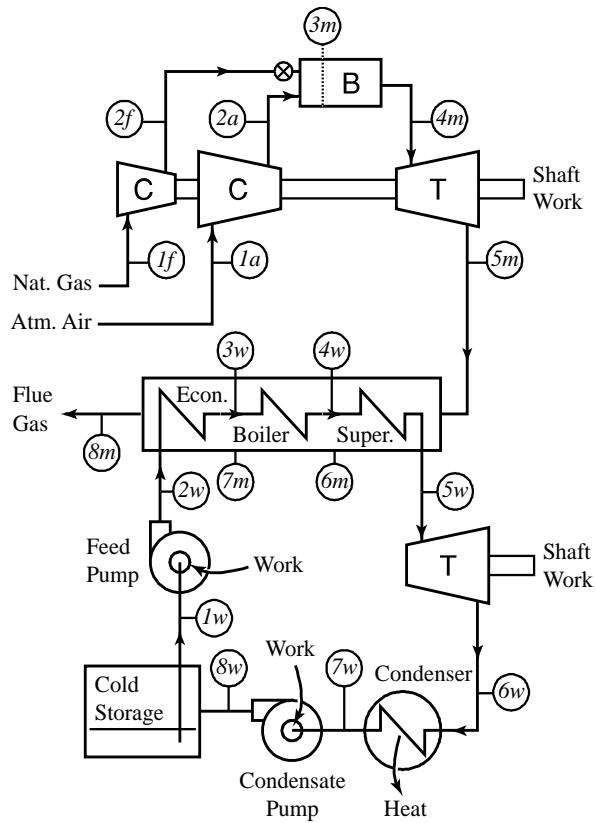 3m
B
2f
2a
4m
C
C
T
Shaft
Work
1f
1a
5m
Nat. Gas
Atm. Air
3w
4w
Flue
Gas
Econ.
Boiler
Super.
8m
7m
6m
2w
5w
Feed
Pump
Work
T
Shaft
Work
1w
Cold
Storage
8w
Work
7w
Condenser
6w
Condensate
Pump
Heat